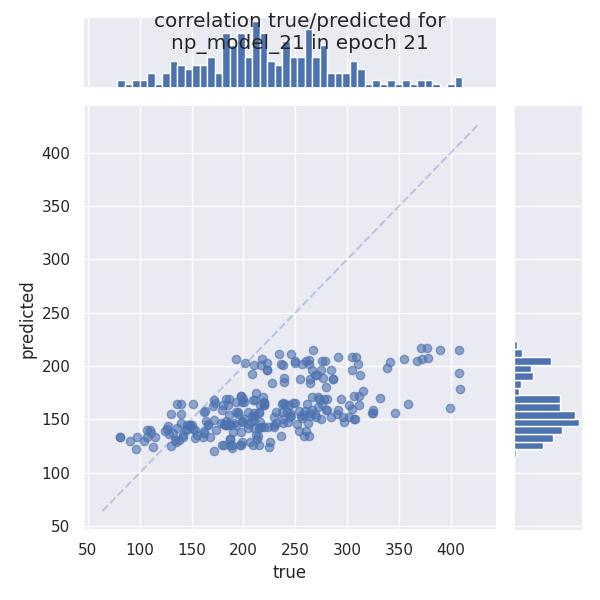 correlation true/predicted for
np_model_21 in epoch 21
400
350
300
250
200
150
100
50
predicted
50 100 150 200 250 300 350 400
true